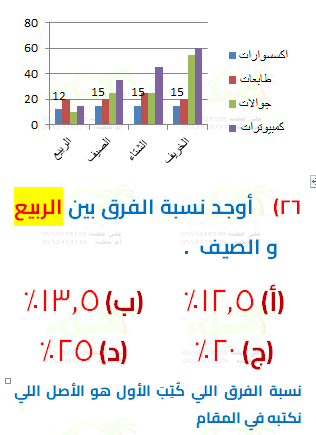 80
60
40
20
0
12 15 15 15
الربيع الصيف الشتاء الخريف
اكسسوارات
طابعات
جوالات
كمبيوترات
٢٦) أوجد نسبة الفرق بين الربيع
و الصيف .
(أ) ١٢,٥٪ (ب) ١٣,٥٪
(ج) ٢٠٪ (د) ٢٥٪
نسبة الفرق اللي كُتِبَ الأول هو الأصل اللي
نكتبه في المقام